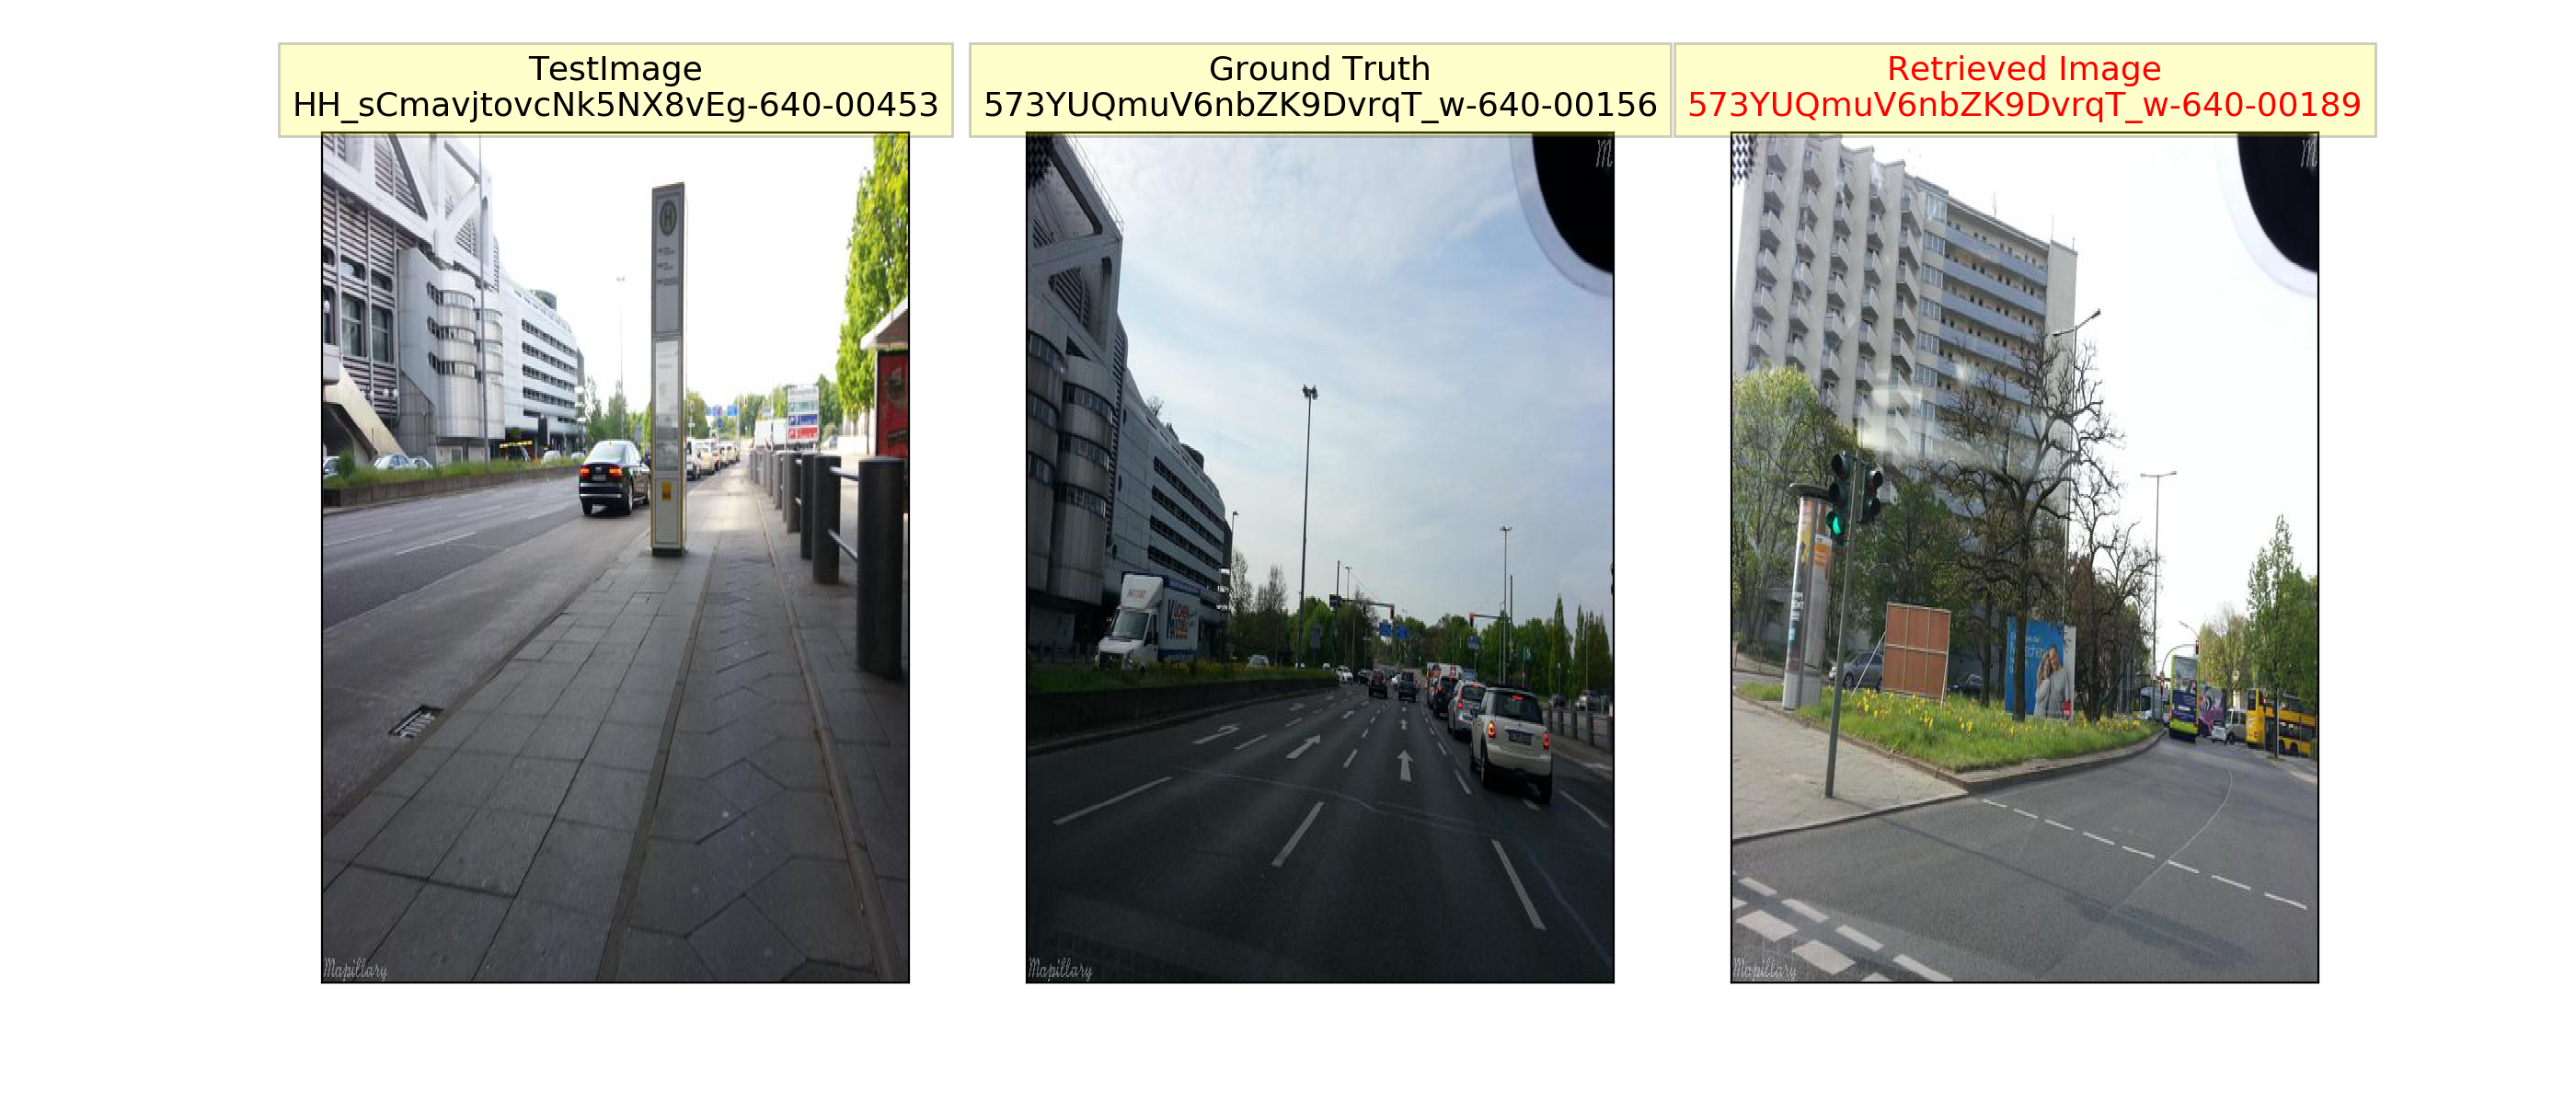 TestImage
HH_sCmavjtovcNk5NX8vEg-640-00453
Ground Truth
573YUQmuV6nbZK9DvrqT_w-640-00156
Retrieved Image
573YUQmuV6nbZK9DvrqT_w-640-00189
H
M
M
Mapillary
Mapillary
Mapillary